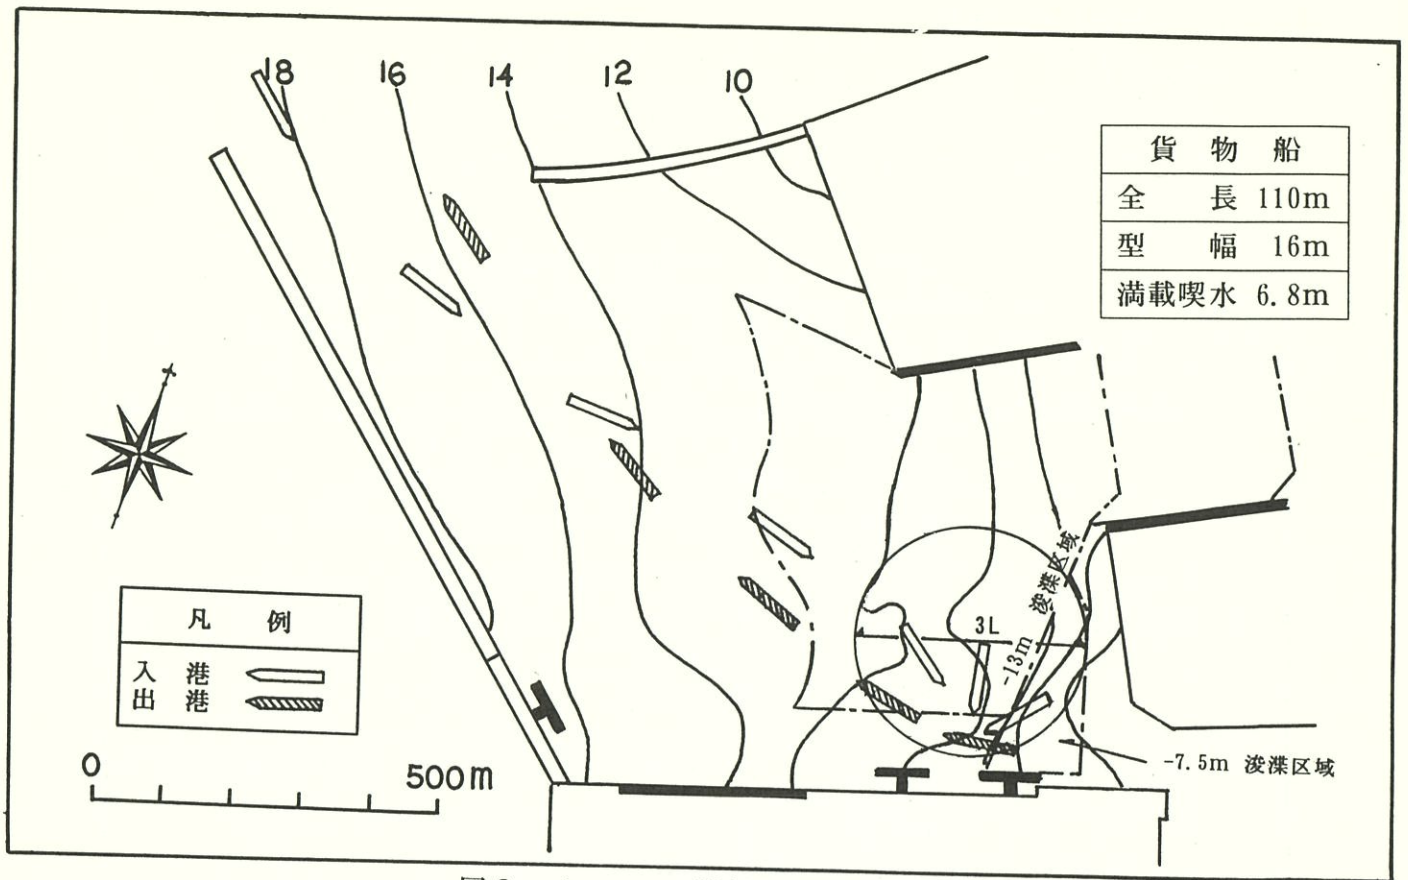 18 16 14 12 10
貨物船
全長 110m
型幅 16m
満載喫水 6.8m
浚渫区域
-13m
3L
凡例
入港
出港
-7.5m 浚渫区域
0 500m